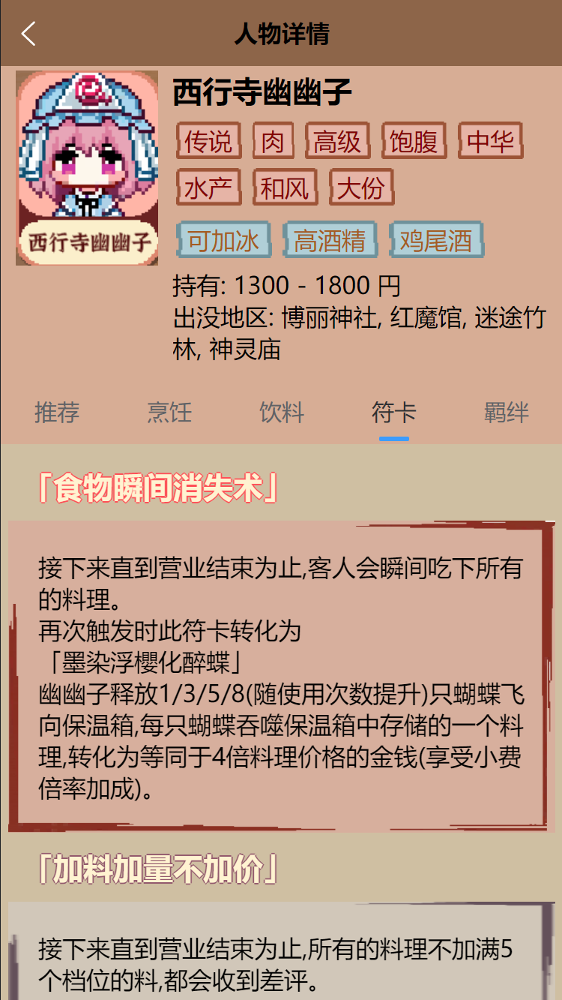 人物详情
西行寺幽幽子
传说 肉 高级 饱腹 中华
水产 和风 大份
西行寺幽幽子
可加冰 高酒精 鸡尾酒
持有: 1300 - 1800 円
出没地区: 博丽神社, 红魔馆, 迷途竹
林, 神灵庙
推荐 烹饪 饮料 符卡 羁绊
「食物瞬间消失术」
接下来直到营业结束为止,客人会瞬间吃下所有
的料理。
再次触发时此符卡转化为
「墨染浮櫻化醉蝶」
幽幽子释放1/3/5/8(随使用次数提升)只蝴蝶飞
向保温箱,每只蝴蝶吞噬保温箱中存储的一个料
理,转化为等同于4倍料理价格的金钱(享受小费
倍率加成)。
「加料加量不加价」
接下来直到营业结束为止,所有的料理不加满5
个档位的料,都会收到差评。